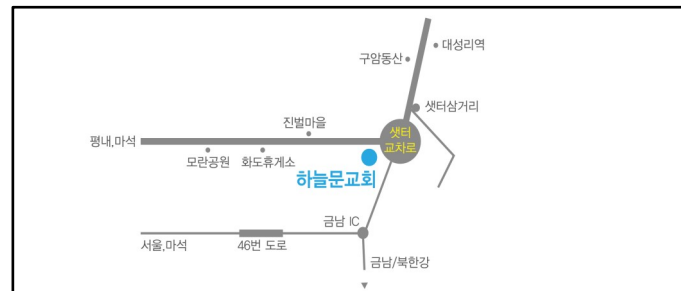 대성리역
구암동산
샛터삼거리
진벌마을
샛터
교차로
평내,마석
모란공원
화도휴게소
하늘문교회
금남 IC
서울,마석
46번 도로
금남/북한강